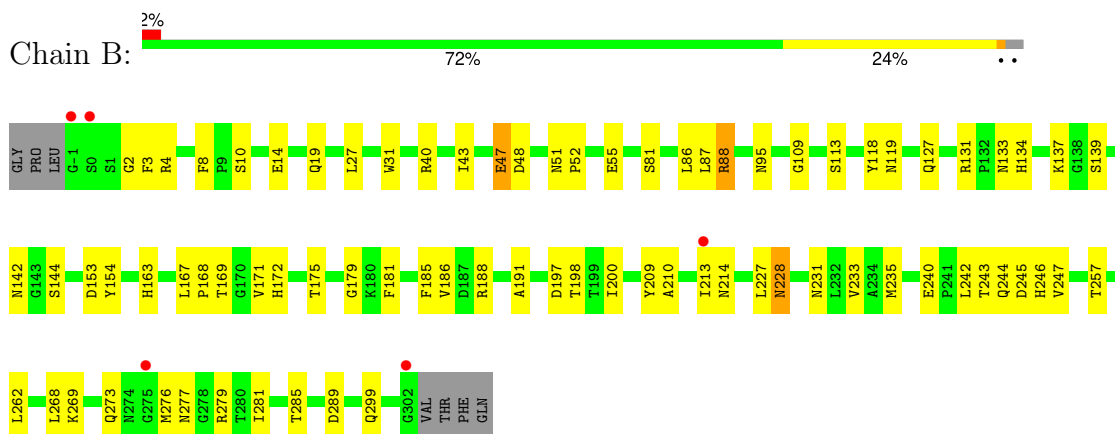 2%
Chain B:
72% 24% • •
GLY PRO LEU G-1 S0 S1 G2 F3 R4 F8 P9 S10 E14 Q19 L27 W31 R40 I43 E47 D48 N51 P52 E55 S81 L86 L87 R88 N95 G109 S113 Y118 N119 Q127 R131 P132 N133 H134 K137 G138 S139
N142 G143 S144 D153 Y154 H163 L167 P168 T169 G170 V171 H172 T175 G179 K180 F181 F185 V186 D187 R188 A191 D197 T198 T199 I200 Y209 A210 I213 N214 L227 N228 N231 L232 V233 A234 M235 E240 P241 L242 T243 Q244 D245 H246 V247 T257
L262 L268 K269 Q273 N274 G275 M276 N277 G278 R279 T280 I281 T285 D289 Q299 G302 VAL THR PHE GLN